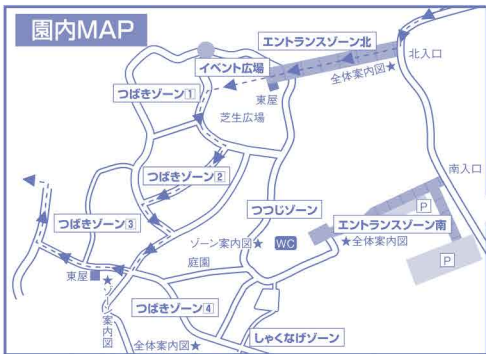 園内MAP
エントランスゾーン北
北入口
イベント広場
全体案内図★
つばきゾーン①
東屋
芝生広場
つばきゾーン②
南入口
P
つつじゾーン
つばきゾーン③
エントランスゾーン南
ゾーン案内図★
WC
★全体案内図
庭園
P
東屋
★ゾーン案内図
つばきゾーン④
しゃくなげゾーン
全体案内図★